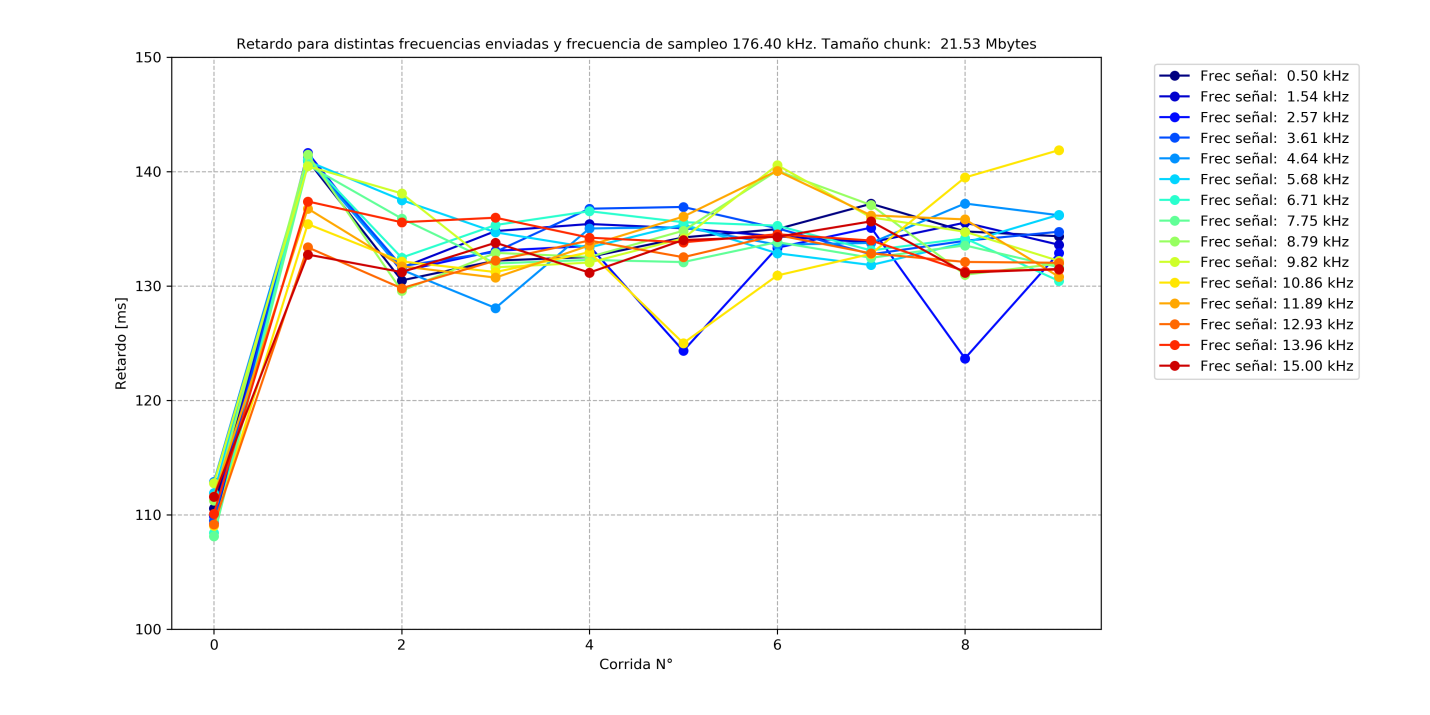 Retardo para distintas frecuencias enviadas y frecuencia de sampleo 176.40 kHz. Tamaño chunk:  21.53 Mbytes
150
140
130
120
110
100
Retardo [ms]
0 2 4 6 8
Corrida N°
Frec señal:  0.50 kHz
Frec señal:  1.54 kHz
Frec señal:  2.57 kHz
Frec señal:  3.61 kHz
Frec señal:  4.64 kHz
Frec señal:  5.68 kHz
Frec señal:  6.71 kHz
Frec señal:  7.75 kHz
Frec señal:  8.79 kHz
Frec señal:  9.82 kHz
Frec señal: 10.86 kHz
Frec señal: 11.89 kHz
Frec señal: 12.93 kHz
Frec señal: 13.96 kHz
Frec señal: 15.00 kHz